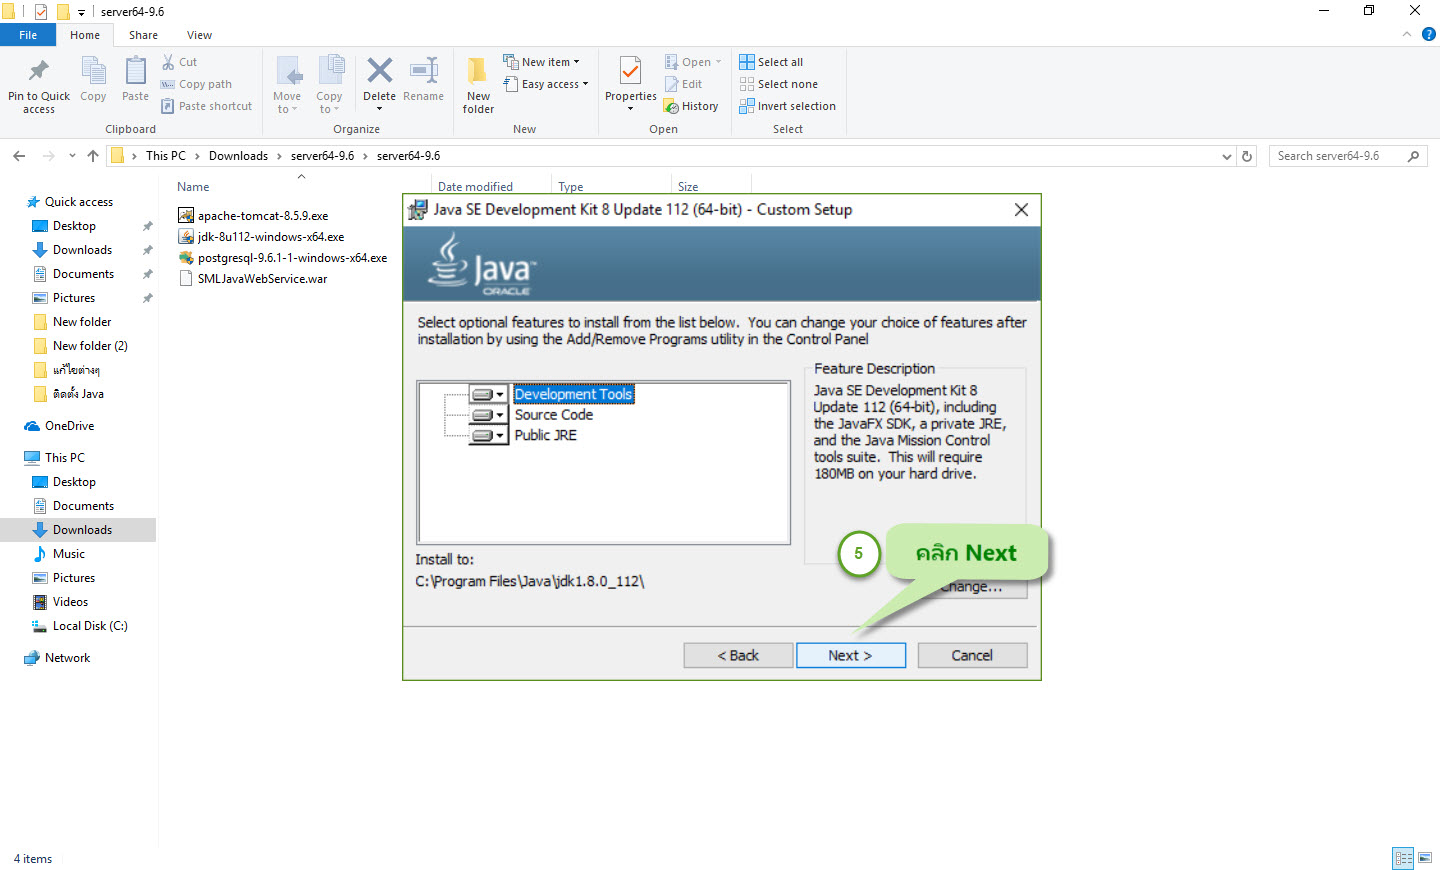 server64-9.6
File Home Share View
Pin to Quick access
Copy
Paste
Cut
Copy path
Paste shortcut
Clipboard
Move to
Copy to
Delete
Rename
Organize
New folder
New item
Easy access
New
Properties
Open
Edit
History
Open
Select all
Select none
Invert selection
Select
This PC > Downloads > server64-9.6 > server64-9.6
Search server64-9.6
Name Date modified Type Size
Quick access
Desktop
Downloads
Documents
Pictures
New folder
New folder (2)
แก้ไขต่างๆ
ติดตั้ง Java
OneDrive
This PC
Desktop
Documents
Downloads
Music
Pictures
Videos
Local Disk (C:)
Network
apache-tomcat-8.5.9.exe
jdk-8u112-windows-x64.exe
postgresql-9.6.1-1-windows-x64.exe
SMLJavaWebService.war
Java SE Development Kit 8 Update 112 (64-bit) - Custom Setup
Java™
ORACLE
Select optional features to install from the list below. You can change your choice of features after
installation by using the Add/Remove Programs utility in the Control Panel
Development Tools
Source Code
Public JRE
Feature Description
Java SE Development Kit 8
Update 112 (64-bit), including
the JavaFX SDK, a private JRE,
and the Java Mission Control
tools suite. This will require
180MB on your hard drive.
5
คลิก Next
Install to:
C:\Program Files\Java\jdk1.8.0_112\
Change...
< Back
Next >
Cancel
4 items